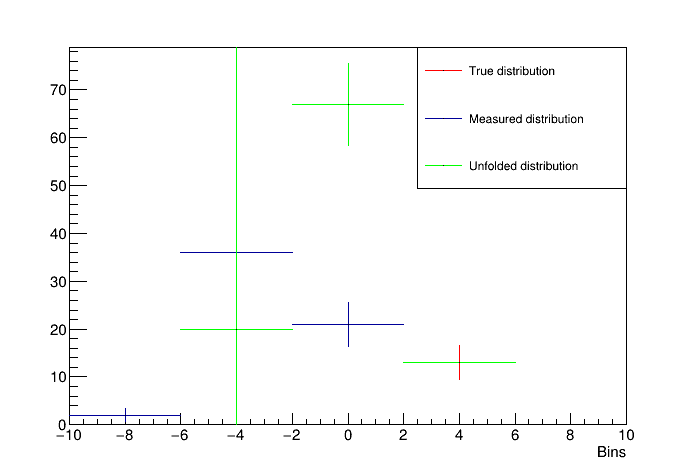 True distribution
Measured distribution
Unfolded distribution
70
60
50
40
30
20
10
0
−10 −8 −6 −4 −2 0 2 4 6 8 10
Bins